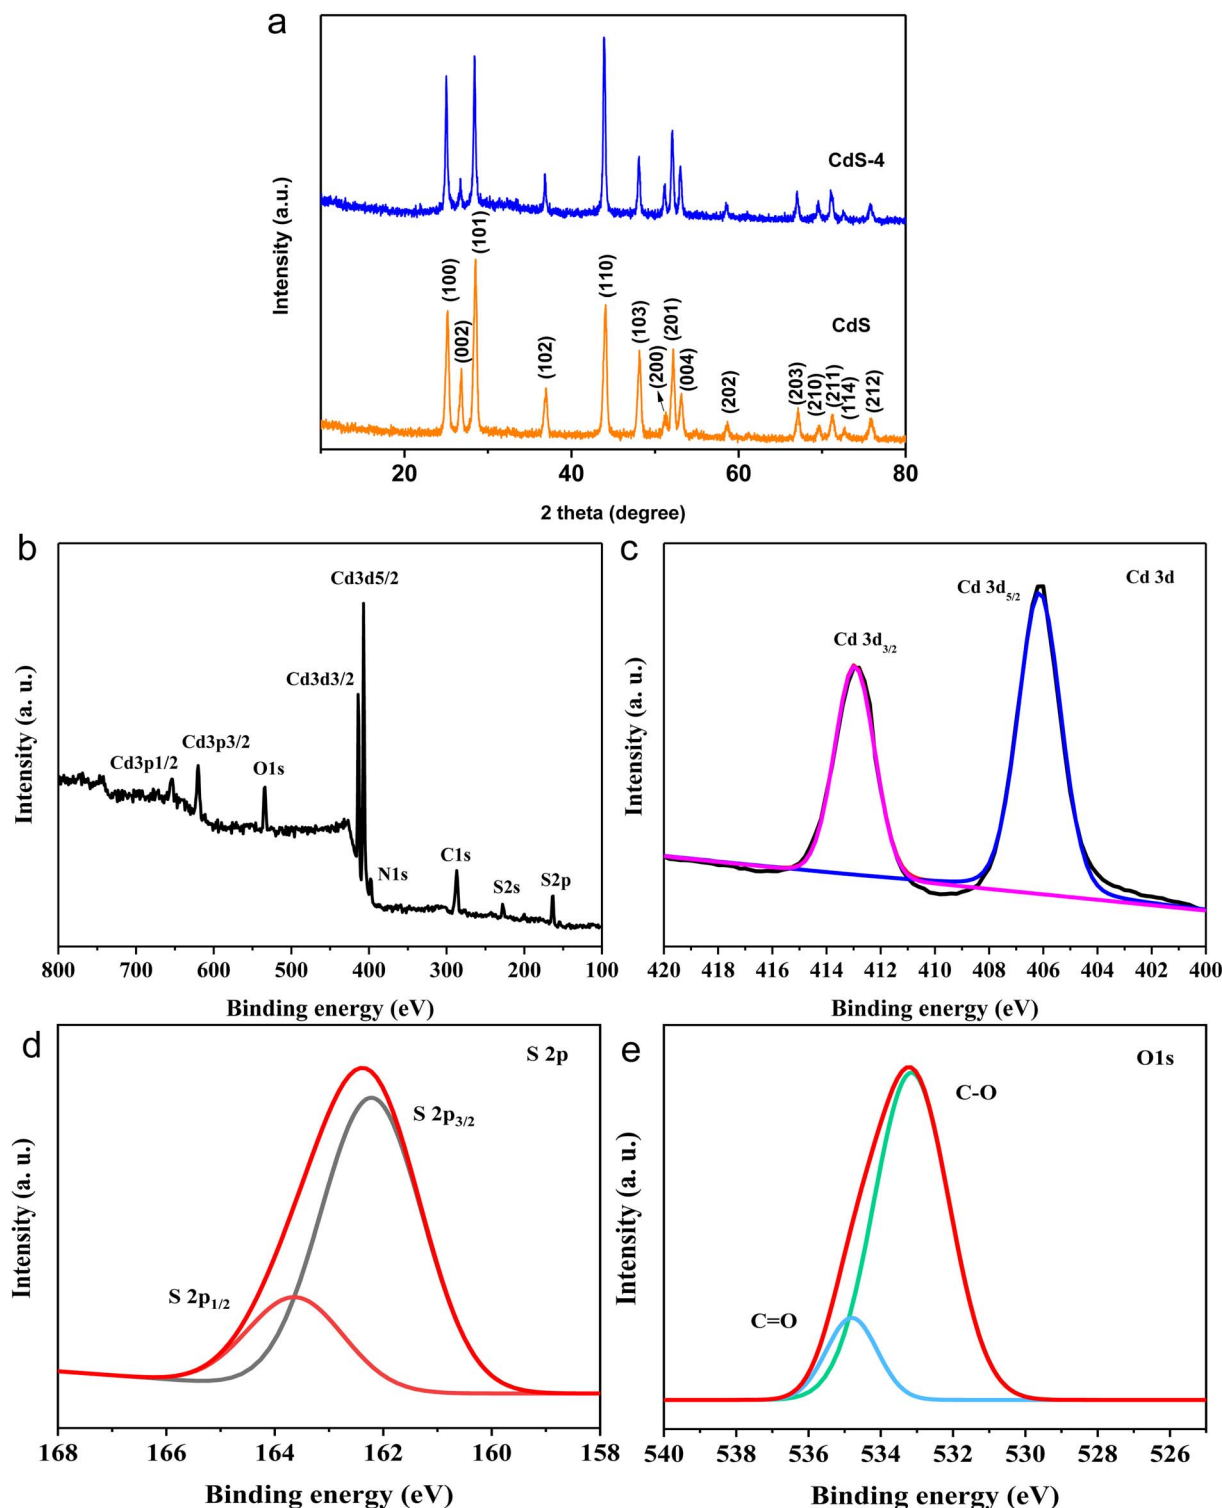 a
Intensity (a.u.)
CdS-4
CdS
(100)
(002)
(101)
(102)
(110)
(103)
(200)
(201)
(004)
(202)
(203)
(210)
(211)
(114)
(212)
20
40
60
80
2 theta (degree)
b
Intensity (a. u.)
Cd3d5/2
Cd3d3/2
Cd3p3/2
Cd3p1/2
O1s
N1s
C1s
S2s
S2p
800 700 600 500 400 300 200 100
Binding energy (eV)
c
Intensity (a. u.)
Cd 3d
Cd 3d5/2
Cd 3d3/2
420 418 416 414 412 410 408 406 404 402 400
Binding energy (eV)
d
Intensity (a. u.)
S 2p
S 2p3/2
S 2p1/2
168 166 164 162 160 158
Binding energy (eV)
e
Intensity (a. u.)
O1s
C-O
C=O
540 538 536 534 532 530 528 526
Binding energy (eV)